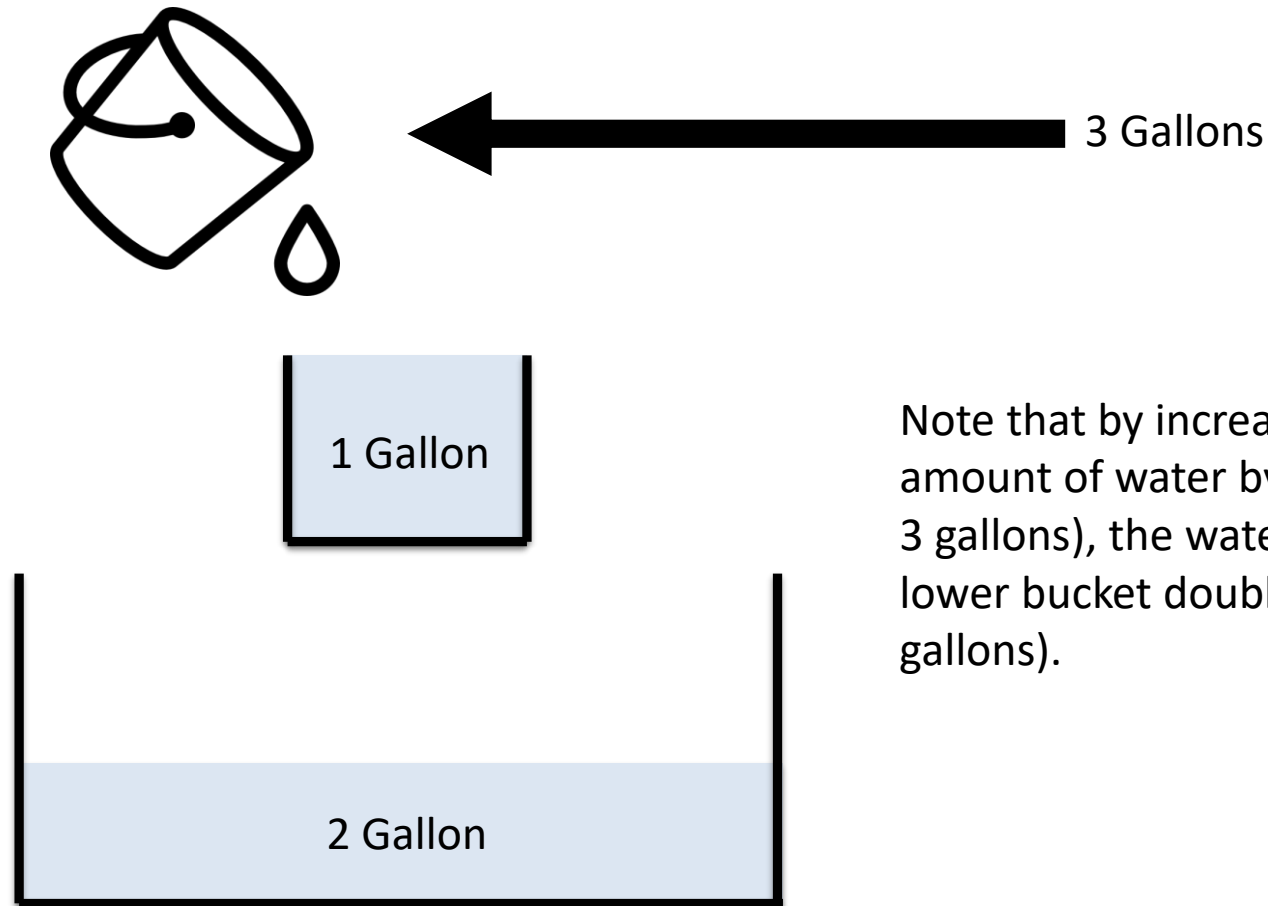 3 Gallons
1 Gallon
Note that by increa
amount of water by
3 gallons), the wate
lower bucket doubl
gallons).
2 Gallon